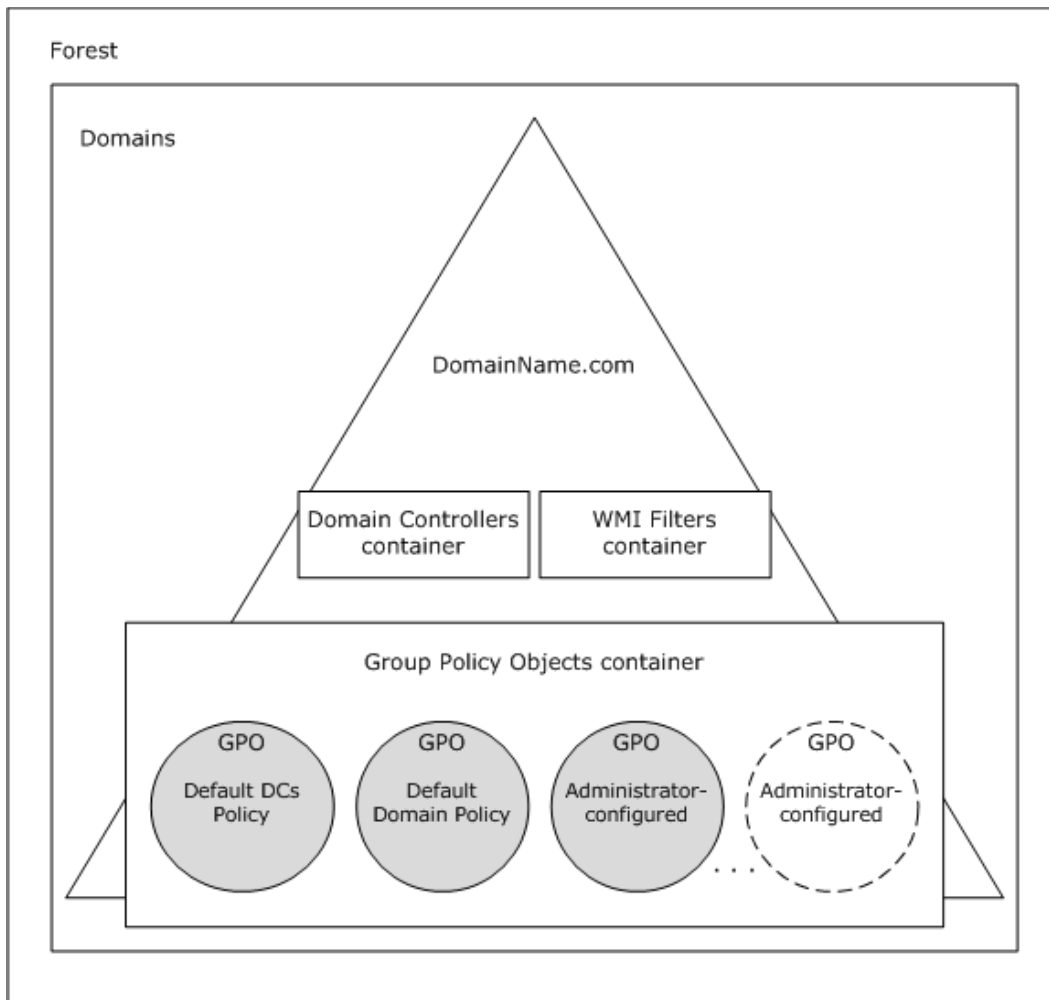 Forest
Domains
DomainName.com
Domain Controllers
container
WMI Filters
container
Group Policy Objects container
GPO
Default DCs
Policy
GPO
Default
Domain Policy
GPO
Administrator-
configured
. . .
GPO
Administrator-
configured